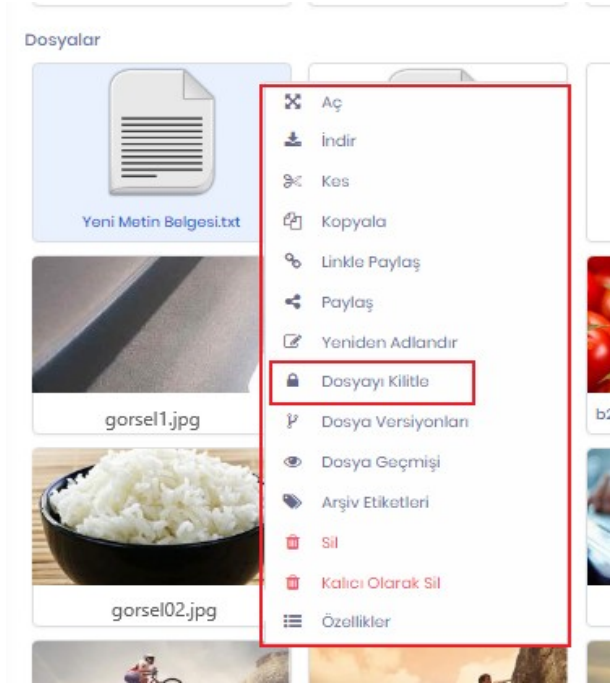 Dosyalar
Aç
İndir
Kes
Yeni Metin Belgesi.txt
Kopyala
Linkle Paylaş
Paylaş
Yeniden Adlandır
Dosyayı Kilitle
gorsel1.jpg
Dosya Versiyonları
b2
Dosya Geçmişi
Arşiv Etiketleri
Sil
Kalıcı Olarak Sil
gorsel02.jpg
Özellikler